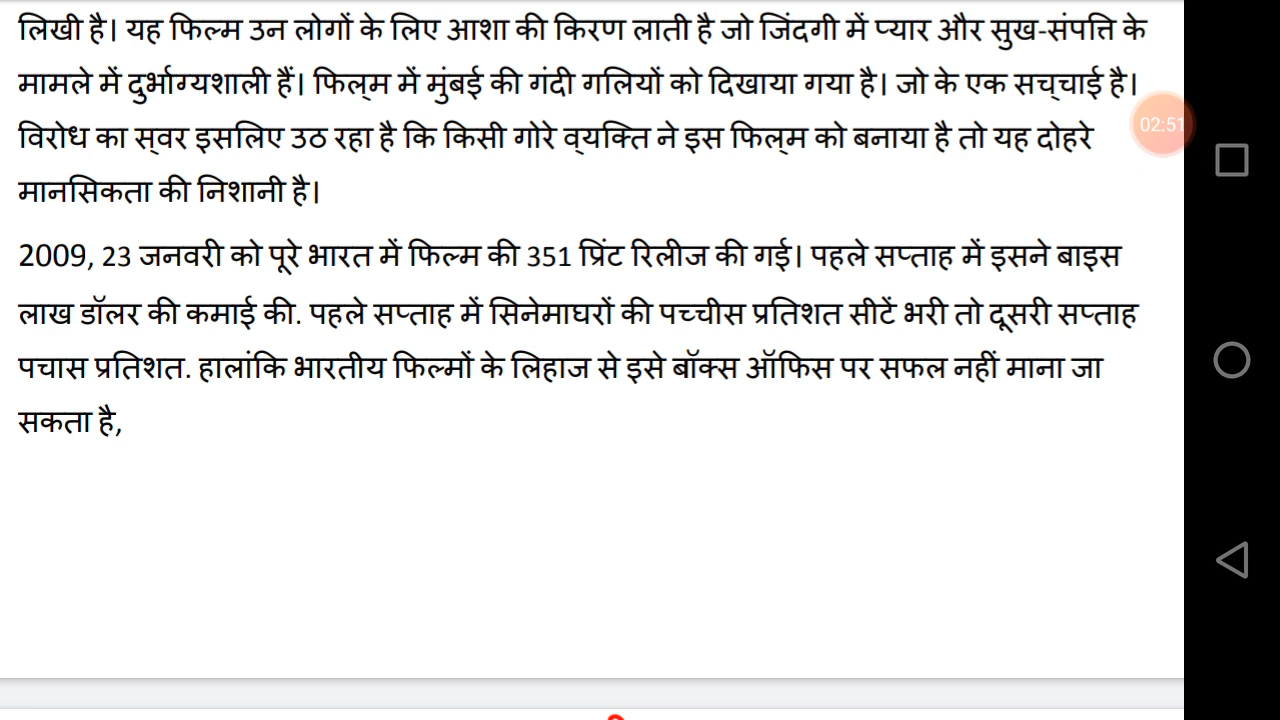 लिखी है। यह फिल्म उन लोगों के लिए आशा की किरण लाती है जो जिंदगी में प्यार और सुख-संपत्ति के
मामले में दुर्भाग्यशाली हैं। फिल्‌म में मुंबई की गंदी गलियों को दिखाया गया है। जो के एक सच्‌चाई है।
02:51
विरोध का स्‌वर इसलिए उठ रहा है कि किसी गोरे व्‌यक्ति ने इस फिल्‌म को बनाया है तो यह दोहरे
मानसिकता की निशानी है।
2009, 23 जनवरी को पूरे भारत में फिल्म की 351 प्रिंट रिलीज की गई। पहले सप्ताह में इसने बाइस
लाख डॉलर की कमाई की. पहले सप्ताह में सिनेमाघरों की पच्चीस प्रतिशत सीटें भरी तो दूसरी सप्ताह
पचास प्रतिशत. हालांकि भारतीय फिल्मों के लिहाज से इसे बॉक्स ऑफिस पर सफल नहीं माना जा
सकता है,